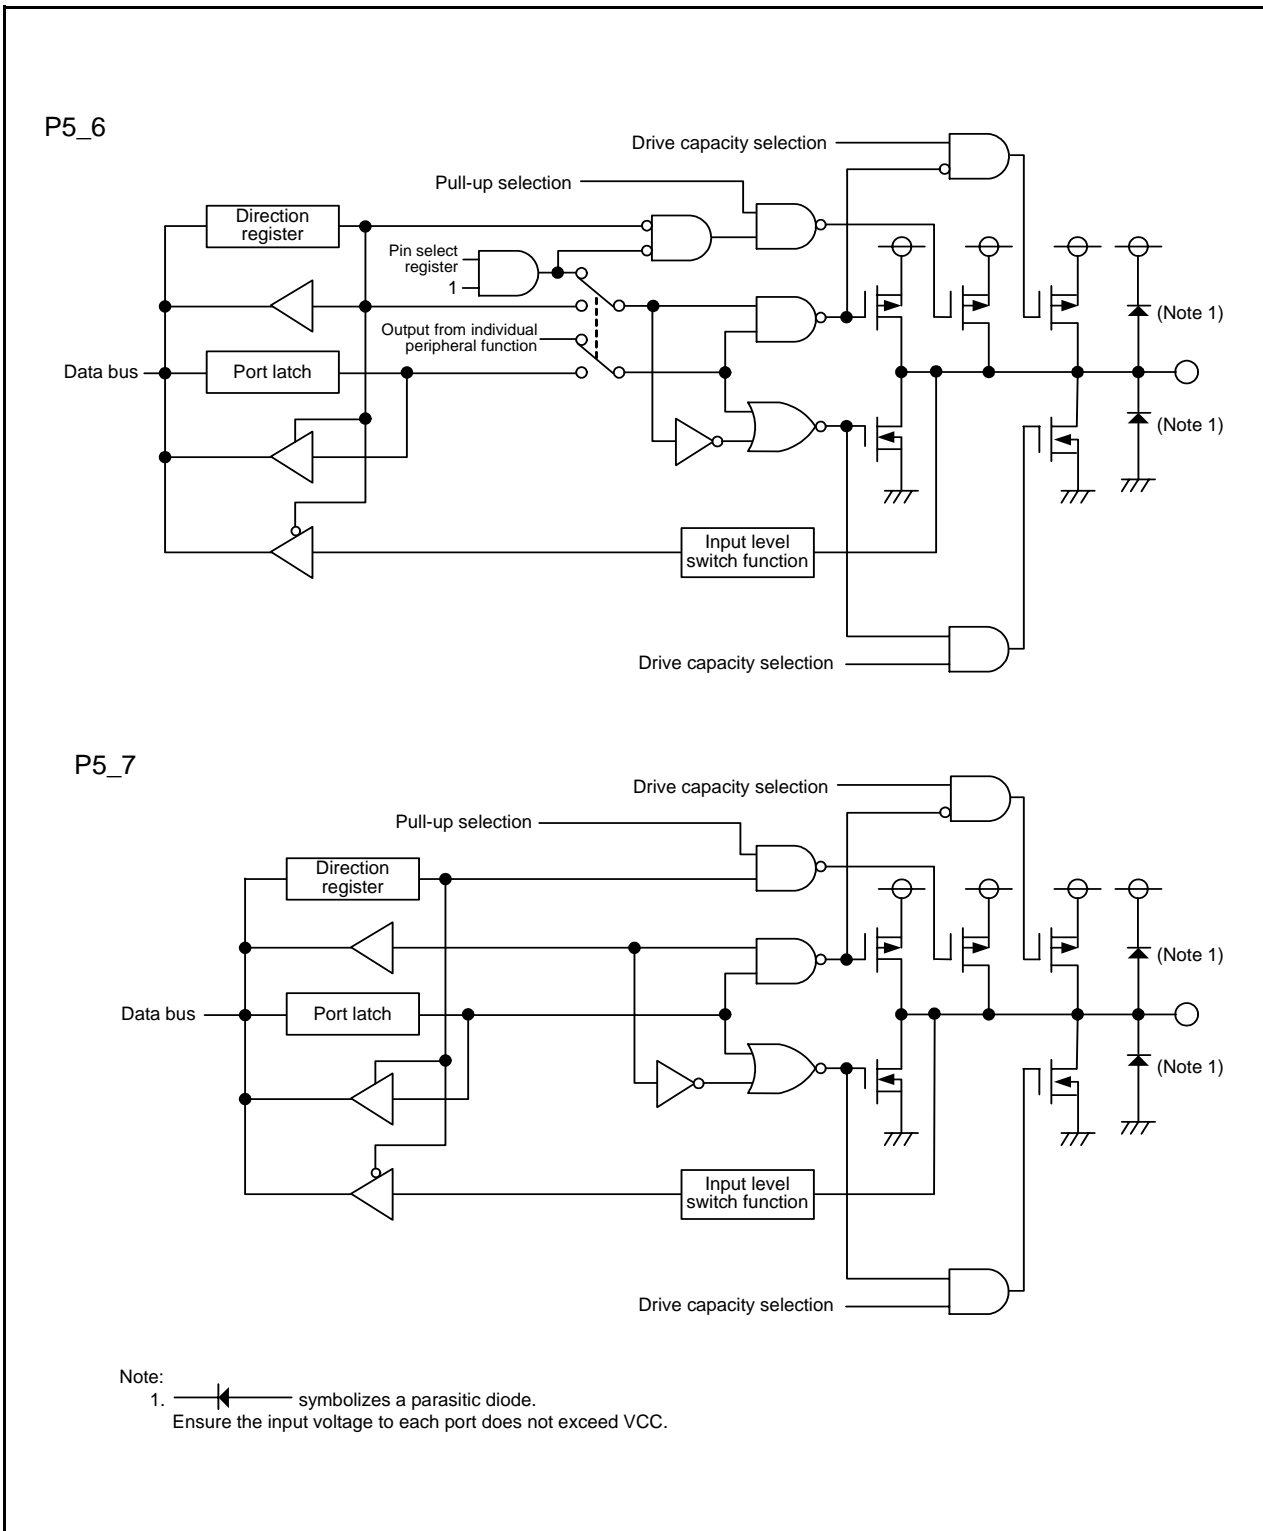 P5_6
Drive capacity selection
Pull-up selection
Direction
register
Pin select
register
1
Output from individual
peripheral function
(Note 1)
Data bus
Port latch
(Note 1)
Input level
switch function
Drive capacity selection
P5_7
Drive capacity selection
Pull-up selection
Direction
register
(Note 1)
Data bus
Port latch
(Note 1)
Input level
switch function
Drive capacity selection
Note:
1. symbolizes a parasitic diode.
Ensure the input voltage to each port does not exceed VCC.